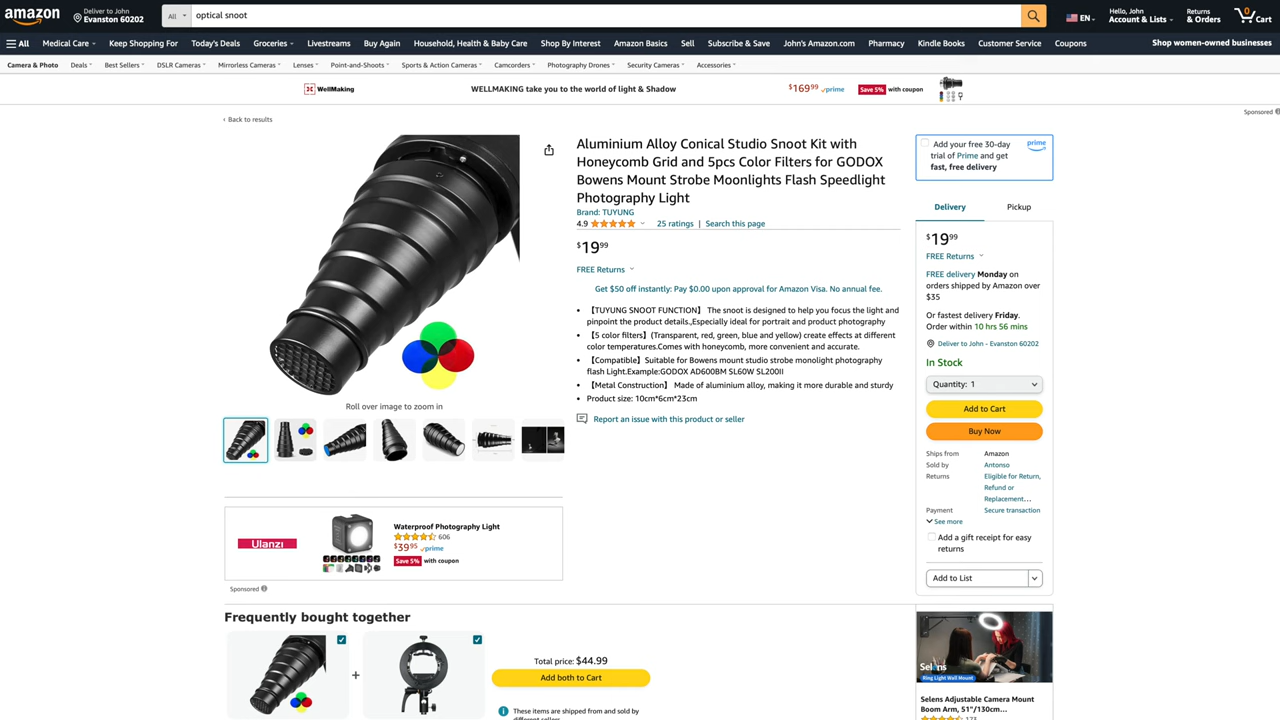 amazon
Deliver to John
Evanston 60202
All
optical snoot
EN
Hello, John
Account & Lists
Returns
& Orders
0
Cart
All
Medical Care
Keep Shopping For
Today's Deals
Groceries
Livestreams
Buy Again
Household, Health & Baby Care
Shop By Interest
Amazon Basics
Sell
Subscribe & Save
John's Amazon.com
Pharmacy
Kindle Books
Customer Service
Coupons
Shop women-owned businesses
Camera & Photo
Deals
Best Sellers
DSLR Cameras
Mirrorless Cameras
Lenses
Point-and-Shoots
Sports & Action Cameras
Camcorders
Photography Drones
Security Cameras
Accessories
WellMaking
WELLMAKING take you to the world of light & Shadow
$169.99 prime
Save 5% with coupon
Sponsored
‹ Back to results
Aluminium Alloy Conical Studio Snoot Kit with
Honeycomb Grid and 5pcs Color Filters for GODOX
Bowens Mount Strobe Moonlights Flash Speedlight
Photography Light
Brand: TUYUNG
4.9
25 ratings | Search this page
$19.99
FREE Returns
Get $50 off instantly: Pay $0.00 upon approval for Amazon Visa. No annual fee.
• 【TUYUNG SNOOT FUNCTION】 The snoot is designed to help you focus the light and
pinpoint the product details.,Especially ideal for portrait and product photography
• 【5 color filters】(Transparent, red, green, blue and yellow) create effects at different
color temperatures.Comes with honeycomb, more convenient and accurate.
• 【Compatible】Suitable for Bowens mount studio strobe monolight photography
flash Light.Example:GODOX AD600BM SL60W SL200II
• 【Metal Construction】 Made of aluminium alloy, making it more durable and sturdy
• Product size: 10cm*6cm*23cm
Report an issue with this product or seller
Roll over image to zoom in
Ulanzi
Waterproof Photography Light
606
$39.95 prime
Save 5% with coupon
Sponsored
Frequently bought together
+
Total price: $44.99
Add both to Cart
These items are shipped from and sold by
different sellers.
Add your free 30-day
trial of Prime and get
fast, free delivery
prime
Delivery
Pickup
$19.99
FREE Returns
FREE delivery Monday on
orders shipped by Amazon over
$35
Or fastest delivery Friday.
Order within 10 hrs 56 mins
Deliver to John - Evanston 60202
In Stock
Quantity: 1
Add to Cart
Buy Now
Ships from Amazon
Sold by Antonso
Returns Eligible for Return,
Refund or
Replacement…
Payment Secure transaction
See more
Add a gift receipt for easy
returns
Add to List
Selens
Ring Light Wall Mount
Selens Adjustable Camera Mount
Boom Arm, 51"/130cm…
173